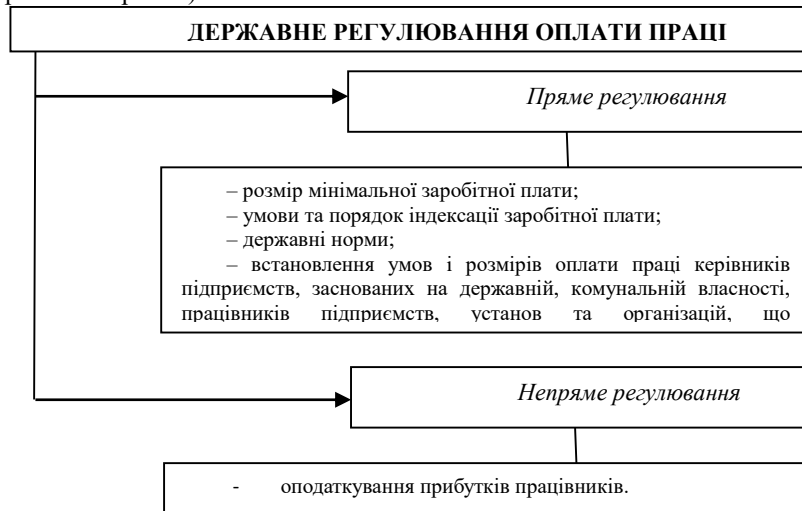 ДЕРЖАВНЕ РЕГУЛЮВАННЯ ОПЛАТИ ПРАЦІ
Пряме регулювання
– розмір мінімальної заробітної плати;
– умови та порядок індексації заробітної плати;
– державні норми;
– встановлення умов і розмірів оплати праці керівників
підприємств, заснованих на державній, комунальній власності,
працівників підприємств, установ та організацій, що
Непряме регулювання
- оподаткування прибутків працівників.